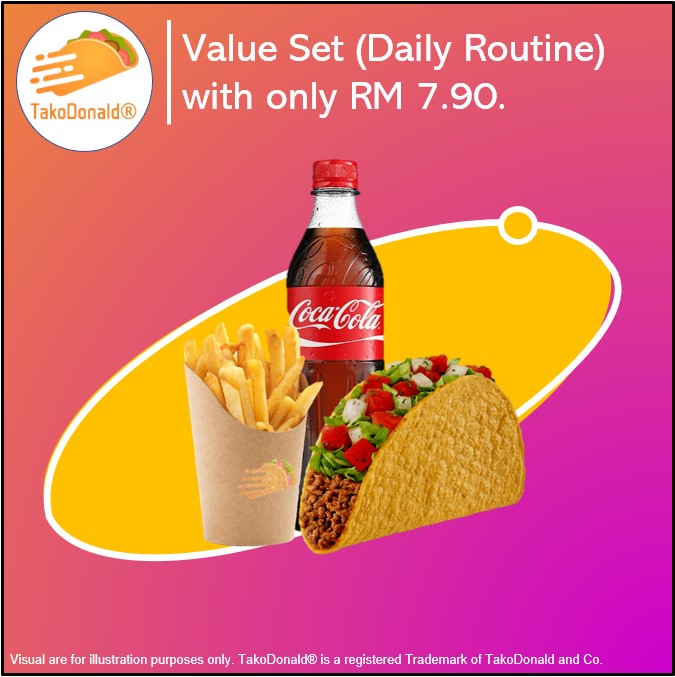 TakoDonald®
Value Set (Daily Routine)
with only RM 7.90.
Coca-Cola
Visual are for illustration purposes only. TakoDonald® is a registered Trademark of TakoDonald and Co.